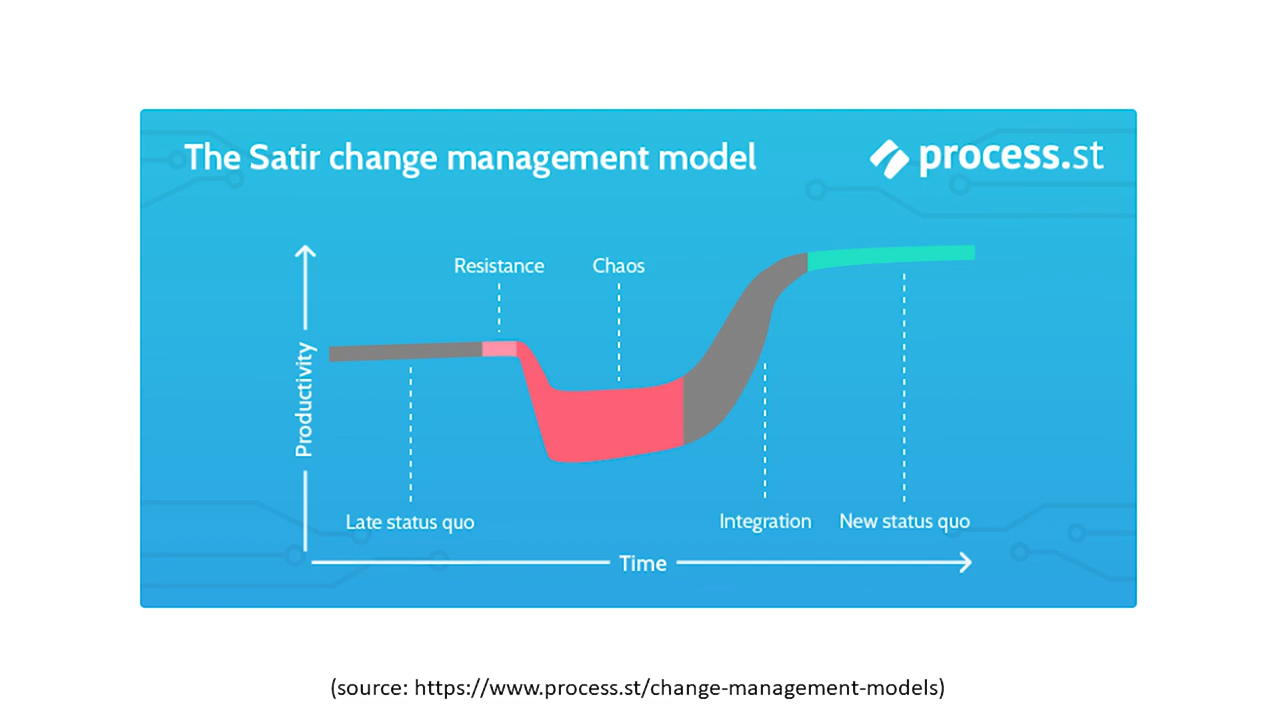 The Satir change management model
process.st
Resistance
Chaos
Productivity
Late status quo
Integration
New status quo
Time
(source: https://www.process.st/change-management-models)